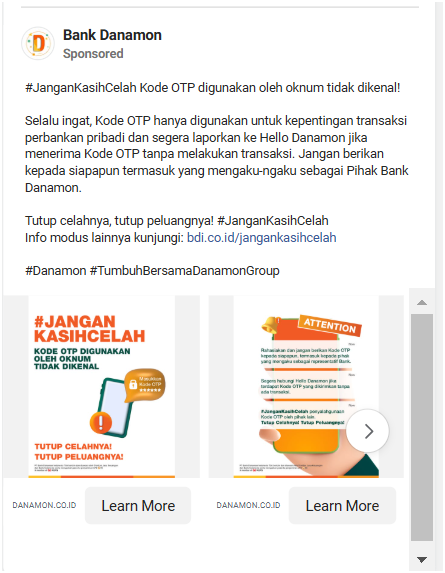 Bank Danamon
Sponsored
#JanganKasihCelah Kode OTP digunakan oleh oknum tidak dikenal!
Selalu ingat, Kode OTP hanya digunakan untuk kepentingan transaksi
perbankan pribadi dan segera laporkan ke Hello Danamon jika
menerima Kode OTP tanpa melakukan transaksi. Jangan berikan
kepada siapapun termasuk yang mengaku-ngaku sebagai Pihak Bank
Danamon.
Tutup celahnya, tutup peluangnya! #JanganKasihCelah
Info modus lainnya kunjungi: bdi.co.id/jangankasihcelah
#Danamon #TumbuhBersamaDanamonGroup
#JANGAN
KASIHCELAH
KODE OTP DIGUNAKAN
OLEH OKNUM
TIDAK DIKENAL
Masukkan
Kode OTP
TUTUP CELAHNYA!
TUTUP PELUANGNYA!
DANAMON.CO.ID
Learn More
ATTENTION
Rahasiakan dan jangan berikan Kode OTP
kepada siapapun, termasuk kepada pihak
yang mengaku sebagai representatif Bank.
Segera hubungi Hello Danamon jika
terdapat Kode OTP yang dikirimkan tanpa
ada transaksi.
#JanganKasihCelah penyalahgunaan
Kode OTP oleh pihak lain.
Tutup Celahnya! Tutup Peluangnya!
DANAMON.CO.ID
Learn More